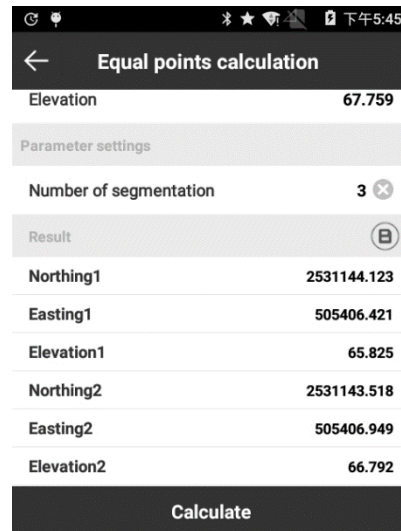 下午5:45
Equal points calculation
Elevation 67.759
Parameter settings
Number of segmentation 3
Result
Northing1 2531144.123
Easting1 505406.421
Elevation1 65.825
Northing2 2531143.518
Easting2 505406.949
Elevation2 66.792
Calculate